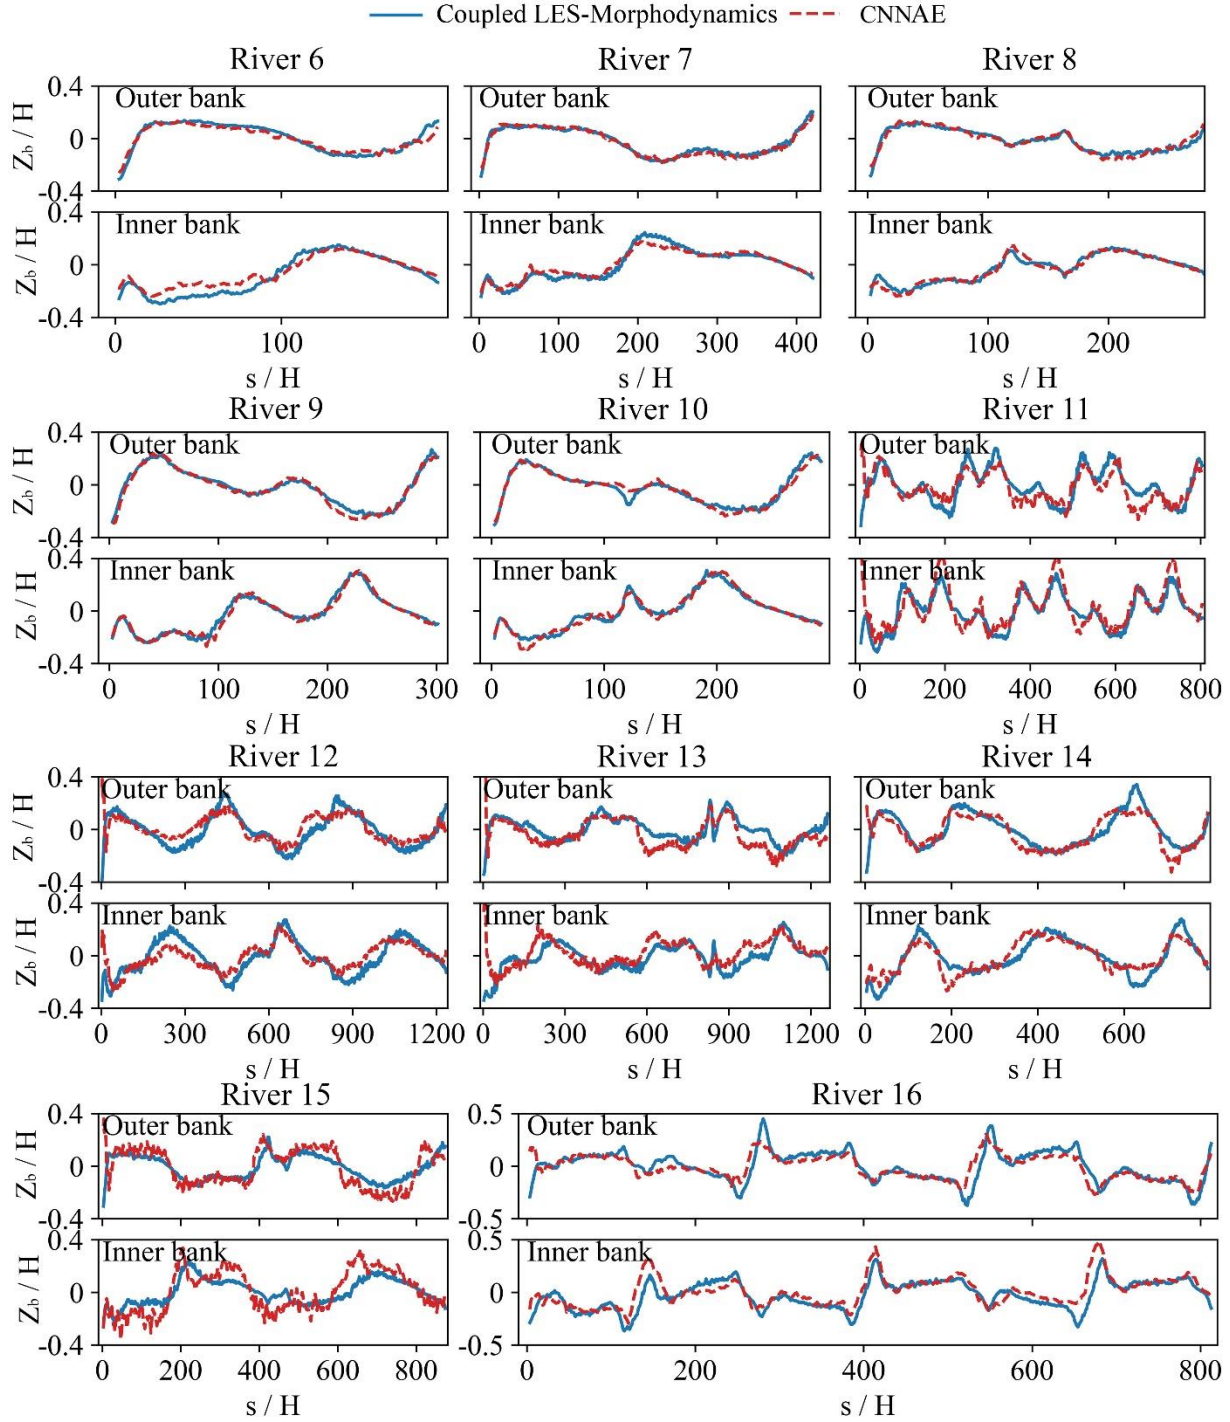 Coupled LES-Morphodynamics CNNAE
River 6 River 7 River 8
0.4 Outer bank Outer bank Outer bank
Z_b / H 0
-0.4
0.4 Inner bank Inner bank Inner bank
Z_b / H 0
-0.4
0 100 0 100 200 300 400 0 100 200
s / H s / H s / H
River 9 River 10 River 11
0.4 Outer bank Outer bank Outer bank
Z_b / H 0
-0.4
0.4 Inner bank Inner bank Inner bank
Z_b / H 0
-0.4
0 100 200 300 0 100 200 0 200 400 600 800
s / H s / H s / H
River 12 River 13 River 14
0.4 Outer bank Outer bank Outer bank
Z_b / H 0
-0.4
0.4 Inner bank Inner bank Inner bank
Z_b / H 0
-0.4
0 300 600 900 1200 0 300 600 900 1200 0 200 400 600
s / H s / H s / H
River 15 River 16
0.4 Outer bank 0.5 Outer bank
Z_b / H 0 0
-0.4 -0.5
0.4 Inner bank 0.5 Inner bank
Z_b / H 0 0
-0.4 -0.5
0 200 400 600 800 0 200 400 600 800
s / H s / H